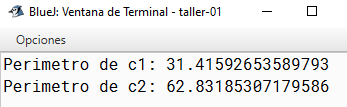 BlueJ: Ventana de Terminal - taller-01
Opciones
Perimetro de c1: 31.41592653589793
Perimetro de c2: 62.83185307179586